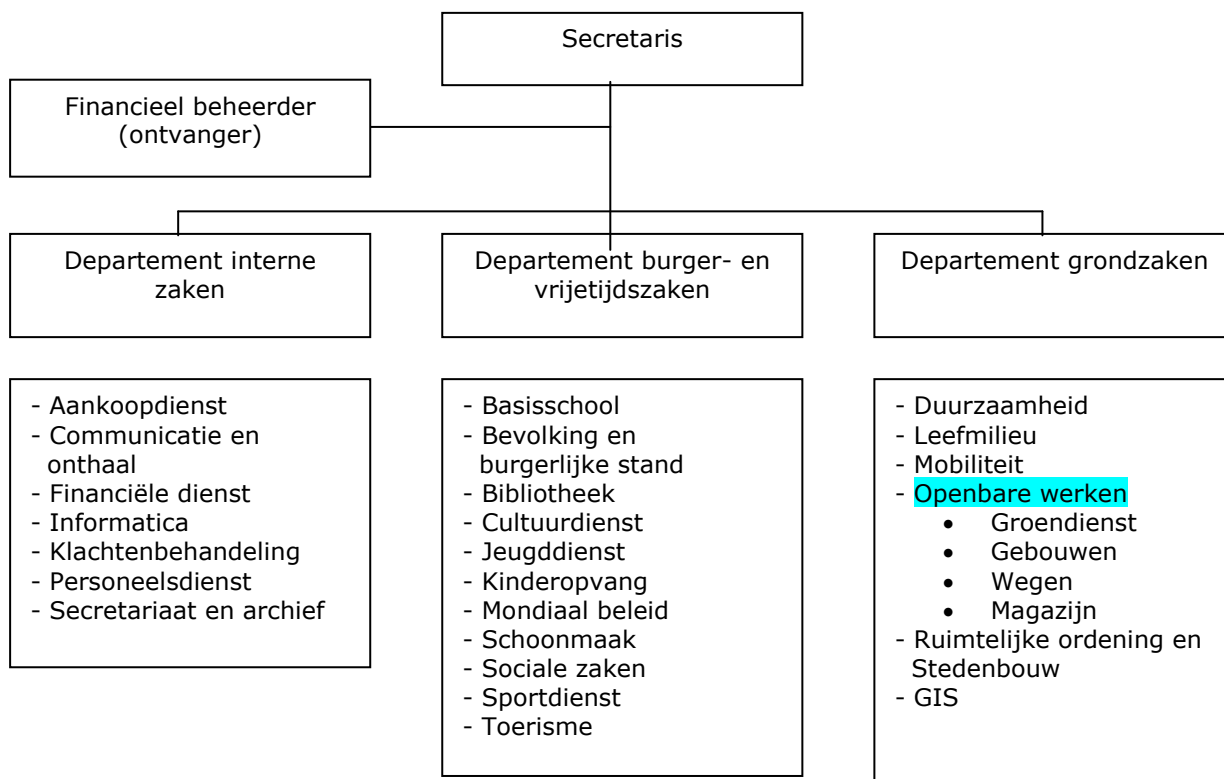 Secretaris
Financieel beheerder
(ontvanger)
Departement interne
zaken
Departement burger- en
vrijetijdszaken
Departement grondzaken
- Aankoopdienst
- Communicatie en
onthaal
- Financiële dienst
- Informatica
- Klachtenbehandeling
- Personeelsdienst
- Secretariaat en archief
- Basisschool
- Bevolking en
burgerlijke stand
- Bibliotheek
- Cultuurdienst
- Jeugddienst
- Kinderopvang
- Mondiaal beleid
- Schoonmaak
- Sociale zaken
- Sportdienst
- Toerisme
- Duurzaamheid
- Leefmilieu
- Mobiliteit
- Openbare werken
• Groendienst
• Gebouwen
• Wegen
• Magazijn
- Ruimtelijke ordening en
Stedenbouw
- GIS